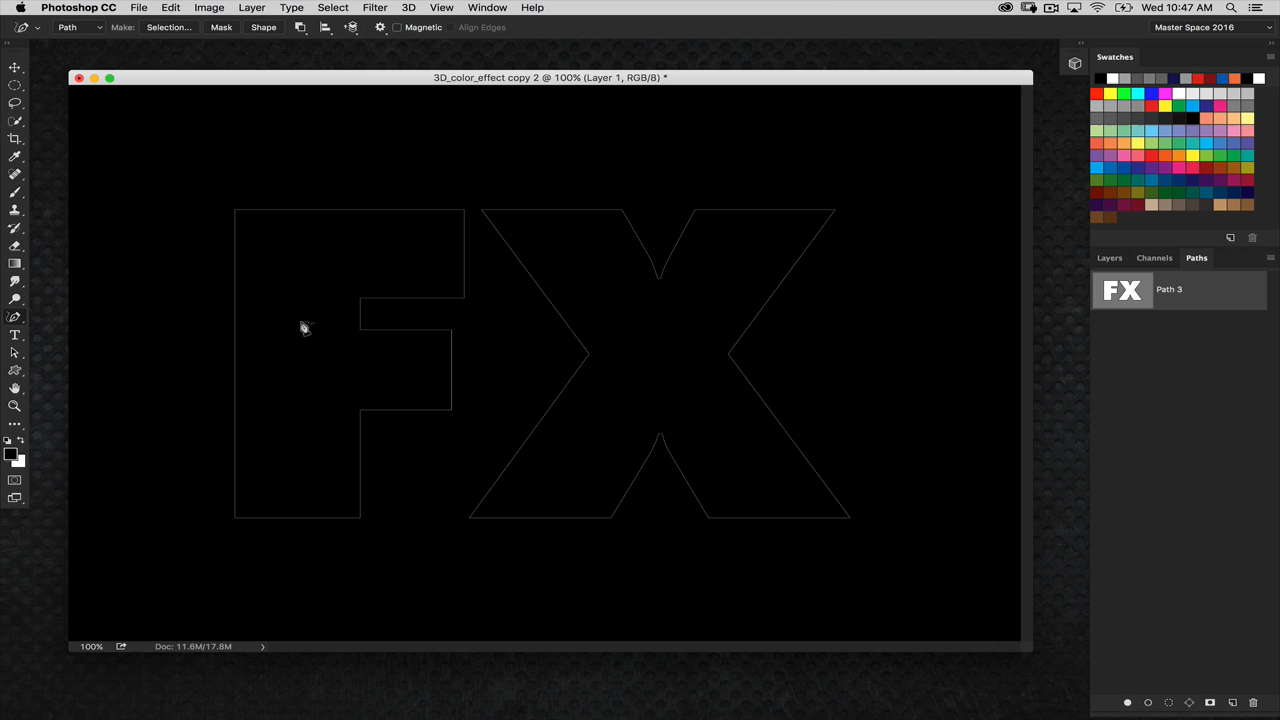 Photoshop CC File Edit Image Layer Type Select Filter 3D View Window Help Wed 10:47 AM
Path Make: Selection... Mask Shape Magnetic Align Edges Master Space 2016
3D_color_effect copy 2 @ 100% (Layer 1, RGB/8) *
Swatches
FX
Layers Channels Paths
FX Path 3
100% Doc: 11.6M/17.8M